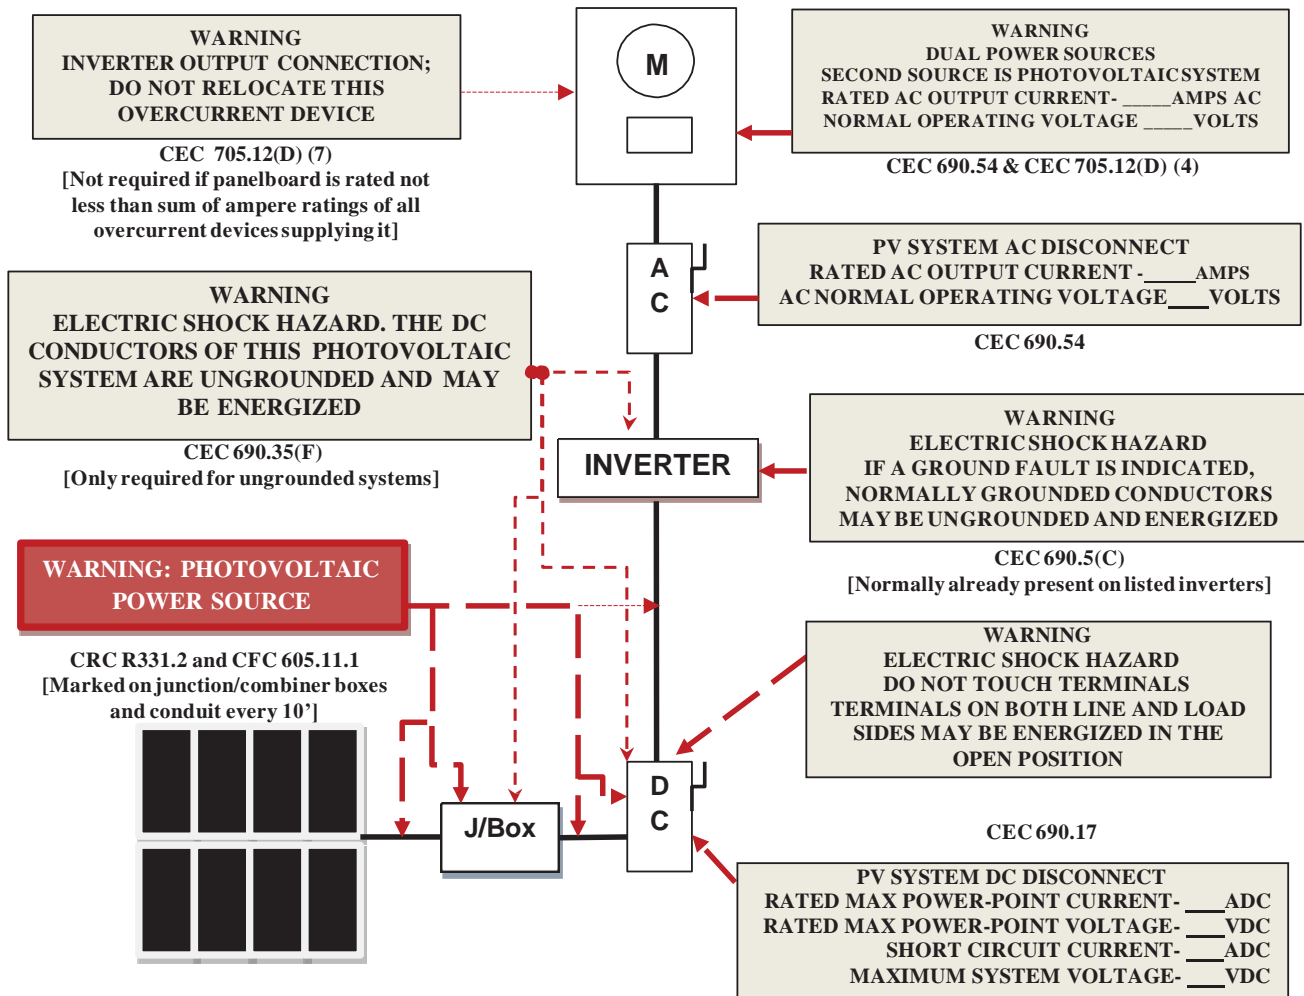 WARNING
INVERTER OUTPUT CONNECTION;
DO NOT RELOCATE THIS
OVERCURRENT DEVICE
CEC 705.12(D) (7)
[Not required if panelboard is rated not
less than sum of ampere ratings of all
overcurrent devices supplying it]
M
WARNING
DUAL POWER SOURCES
SECOND SOURCE IS PHOTOVOLTAIC SYSTEM
RATED AC OUTPUT CURRENT- _____AMPS AC
NORMAL OPERATING VOLTAGE _____VOLTS
CEC 690.54 & CEC 705.12(D) (4)
A
C
PV SYSTEM AC DISCONNECT
RATED AC OUTPUT CURRENT -_____AMPS
AC NORMAL OPERATING VOLTAGE____VOLTS
CEC 690.54
WARNING
ELECTRIC SHOCK HAZARD. THE DC
CONDUCTORS OF THIS PHOTOVOLTAIC
SYSTEM ARE UNGROUNDED AND MAY
BE ENERGIZED
CEC 690.35(F)
[Only required for ungrounded systems]
INVERTER
WARNING
ELECTRIC SHOCK HAZARD
IF A GROUND FAULT IS INDICATED,
NORMALLY GROUNDED CONDUCTORS
MAY BE UNGROUNDED AND ENERGIZED
CEC 690.5(C)
[Normally already present on listed inverters]
WARNING: PHOTOVOLTAIC
POWER SOURCE
CRC R331.2 and CFC 605.11.1
[Marked on junction/combiner boxes
and conduit every 10’]
WARNING
ELECTRIC SHOCK HAZARD
DO NOT TOUCH TERMINALS
TERMINALS ON BOTH LINE AND LOAD
SIDES MAY BE ENERGIZED IN THE
OPEN POSITION
CEC 690.17
J/Box
D
C
PV SYSTEM DC DISCONNECT
RATED MAX POWER-POINT CURRENT- ____ADC
RATED MAX POWER-POINT VOLTAGE- ____VDC
SHORT CIRCUIT CURRENT- ____ADC
MAXIMUM SYSTEM VOLTAGE- ____VDC